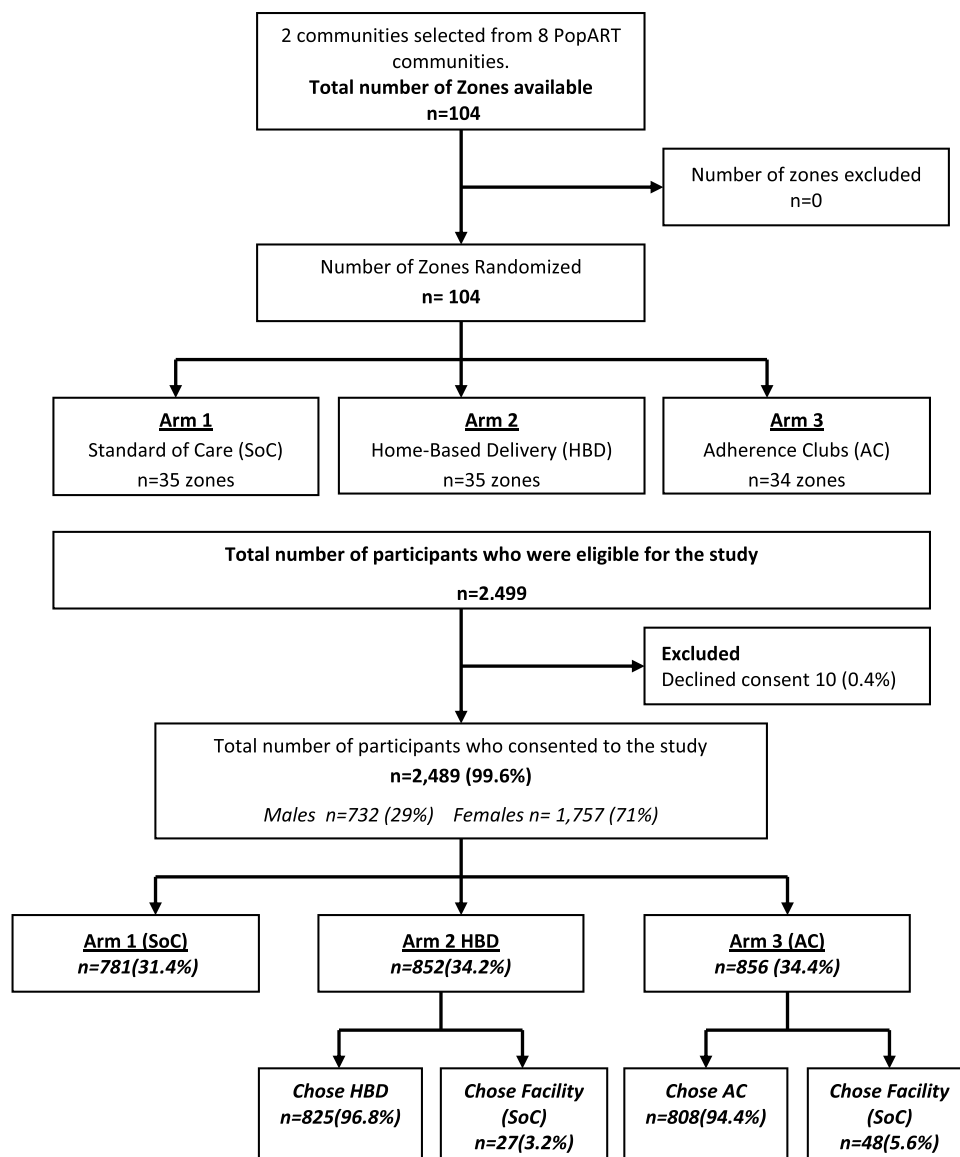 2 communities selected from 8 PopART
communities.
Total number of Zones available
n=104
Number of zones excluded
n=0
Number of Zones Randomized
n= 104
Arm 1
Standard of Care (SoC)
n=35 zones
Arm 2
Home-Based Delivery (HBD)
n=35 zones
Arm 3
Adherence Clubs (AC)
n=34 zones
Total number of participants who were eligible for the study
n=2.499
Excluded
Declined consent 10 (0.4%)
Total number of participants who consented to the study
n=2,489 (99.6%)
Males n=732 (29%) Females n= 1,757 (71%)
Arm 1 (SoC)
n=781(31.4%)
Arm 2 HBD
n=852(34.2%)
Arm 3 (AC)
n=856 (34.4%)
Chose HBD
n=825(96.8%)
Chose Facility
(SoC)
n=27(3.2%)
Chose AC
n=808(94.4%)
Chose Facility
(SoC)
n=48(5.6%)